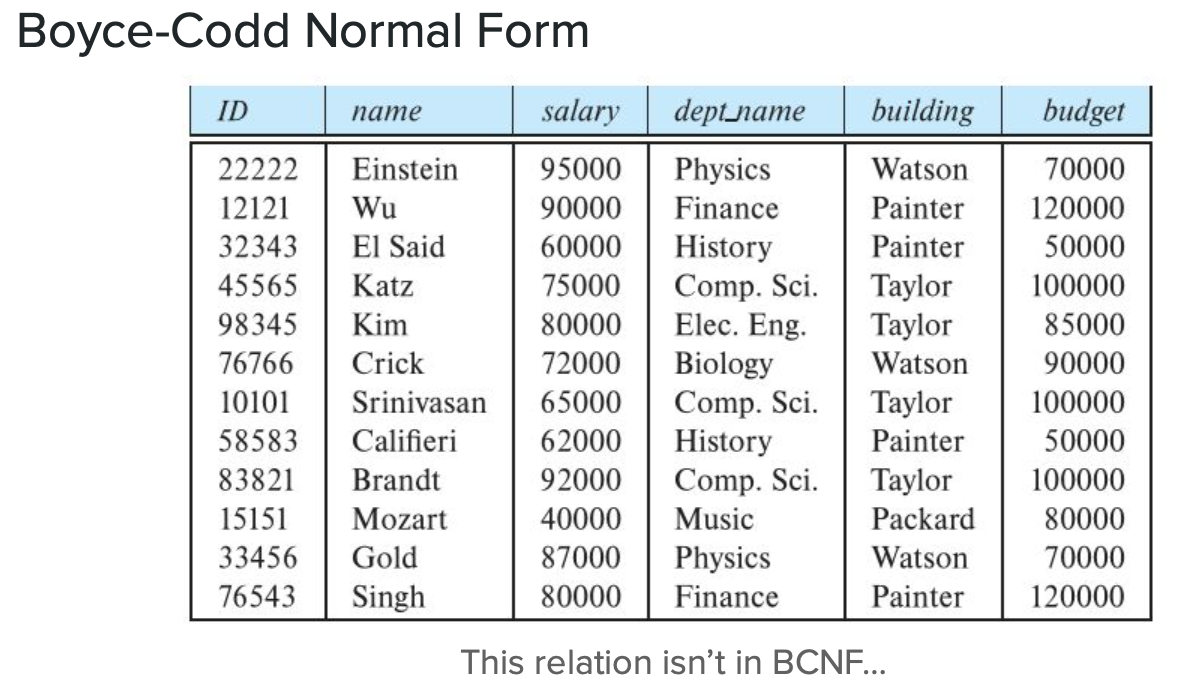 Boyce-Codd Normal Form
ID name salary dept_name building budget
22222 Einstein 95000 Physics Watson 70000
12121 Wu 90000 Finance Painter 120000
32343 El Said 60000 History Painter 50000
45565 Katz 75000 Comp. Sci. Taylor 100000
98345 Kim 80000 Elec. Eng. Taylor 85000
76766 Crick 72000 Biology Watson 90000
10101 Srinivasan 65000 Comp. Sci. Taylor 100000
58583 Califieri 62000 History Painter 50000
83821 Brandt 92000 Comp. Sci. Taylor 100000
15151 Mozart 40000 Music Packard 80000
33456 Gold 87000 Physics Watson 70000
76543 Singh 80000 Finance Painter 120000
This relation isn’t in BCNF...